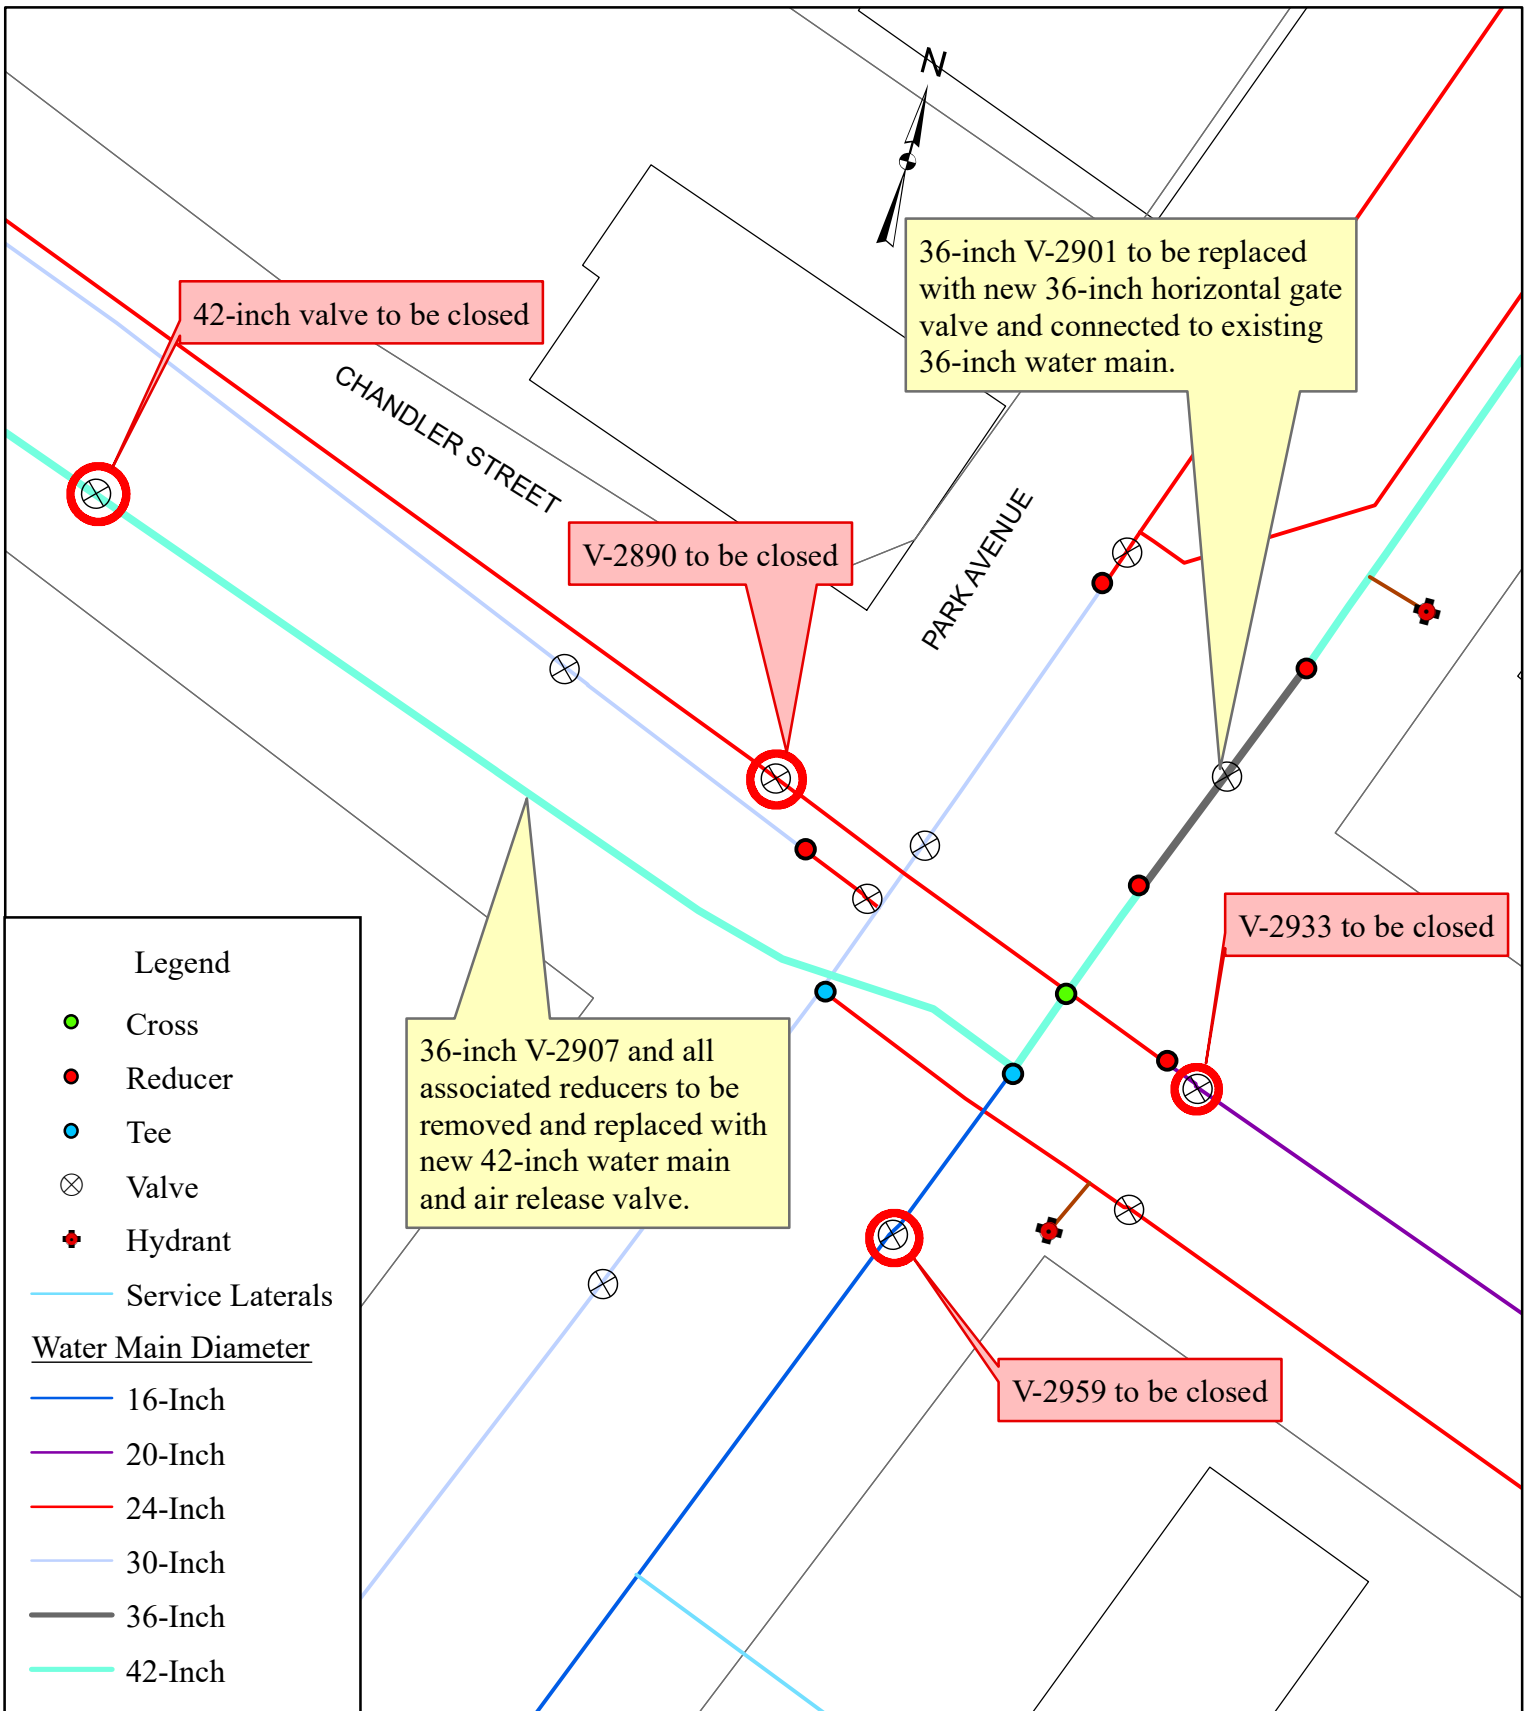 N
36-inch V-2901 to be replaced
with new 36-inch horizontal gate
valve and connected to existing
36-inch water main.
42-inch valve to be closed
CHANDLER STREET
V-2890 to be closed
PARK AVENUE
V-2933 to be closed
36-inch V-2907 and all
associated reducers to be
removed and replaced with
new 42-inch water main
and air release valve.
V-2959 to be closed
Legend
Cross
Reducer
Tee
Valve
Hydrant
Service Laterals
Water Main Diameter
16-Inch
20-Inch
24-Inch
30-Inch
36-Inch
42-Inch